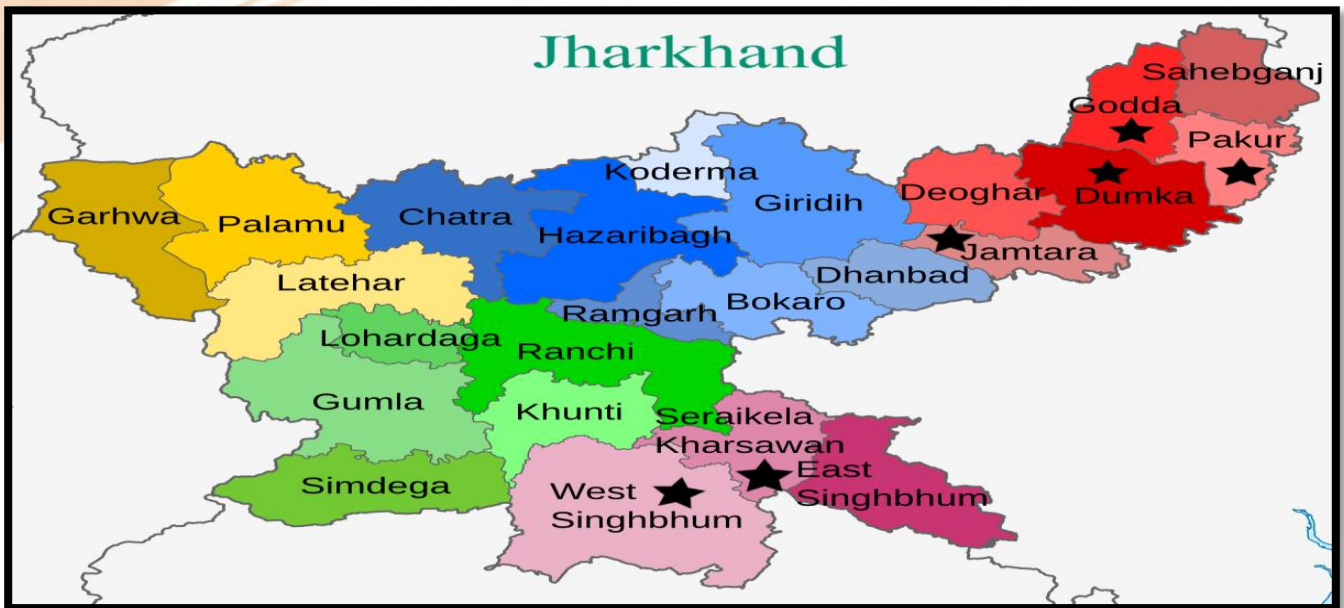 Jharkhand
Sahebganj
Godda
Pakur
Koderma
Deoghar
Dumka
Garhwa
Palamu
Chatra
Giridih
Hazaribagh
Jamtara
Latehar
Dhanbad
Bokaro
Ramgarh
Lohardaga
Ranchi
Gumla
Khunti
Seraikela
Kharsawan
East
Singhbhum
Simdega
West
Singhbhum